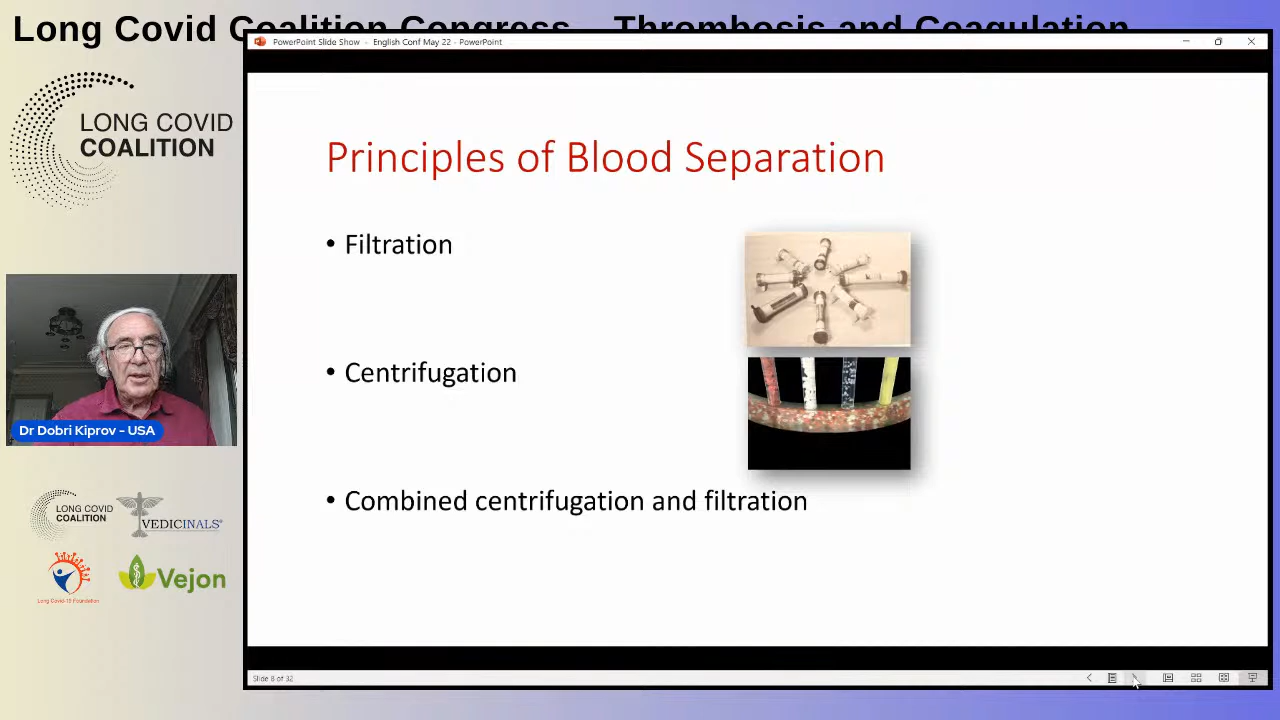 Long Covid Coalition Congress – Thrombosis and Coagulation
PowerPoint Slide Show - English Conf May 22 - PowerPoint
LONG COVID
COALITION
Principles of Blood Separation
• Filtration
• Centrifugation
• Combined centrifugation and filtration
Dr Dobri Kiprov – USA
LONG COVID
COALITION
VEDICINALS®
Long Covid-19 Foundation
Vejon
Slide 8 of 32